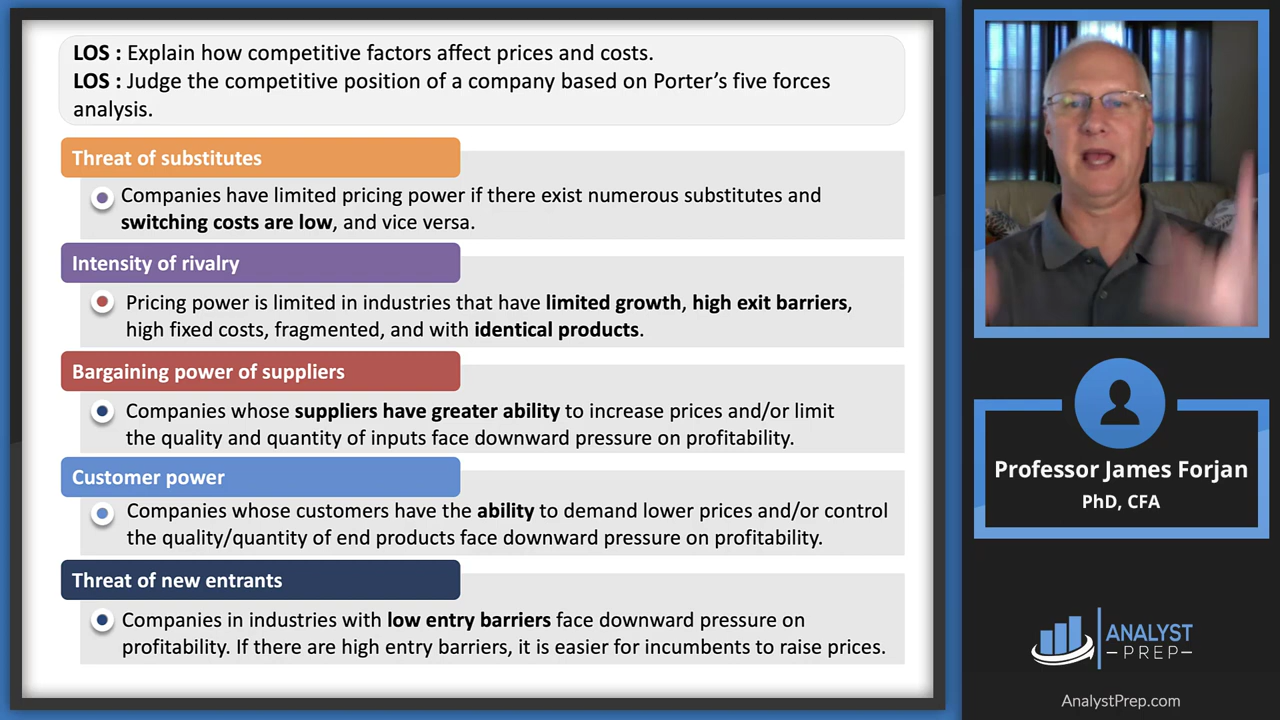 LOS : Explain how competitive factors affect prices and costs.
LOS : Judge the competitive position of a company based on Porter’s five forces
analysis.
Threat of substitutes
Companies have limited pricing power if there exist numerous substitutes and
switching costs are low, and vice versa.
Intensity of rivalry
Pricing power is limited in industries that have limited growth, high exit barriers,
high fixed costs, fragmented, and with identical products.
Bargaining power of suppliers
Companies whose suppliers have greater ability to increase prices and/or limit
the quality and quantity of inputs face downward pressure on profitability.
Customer power
Companies whose customers have the ability to demand lower prices and/or control
the quality/quantity of end products face downward pressure on profitability.
Threat of new entrants
Companies in industries with low entry barriers face downward pressure on
profitability. If there are high entry barriers, it is easier for incumbents to raise prices.
Professor James Forjan
PhD, CFA
ANALYST
PREP
AnalystPrep.com